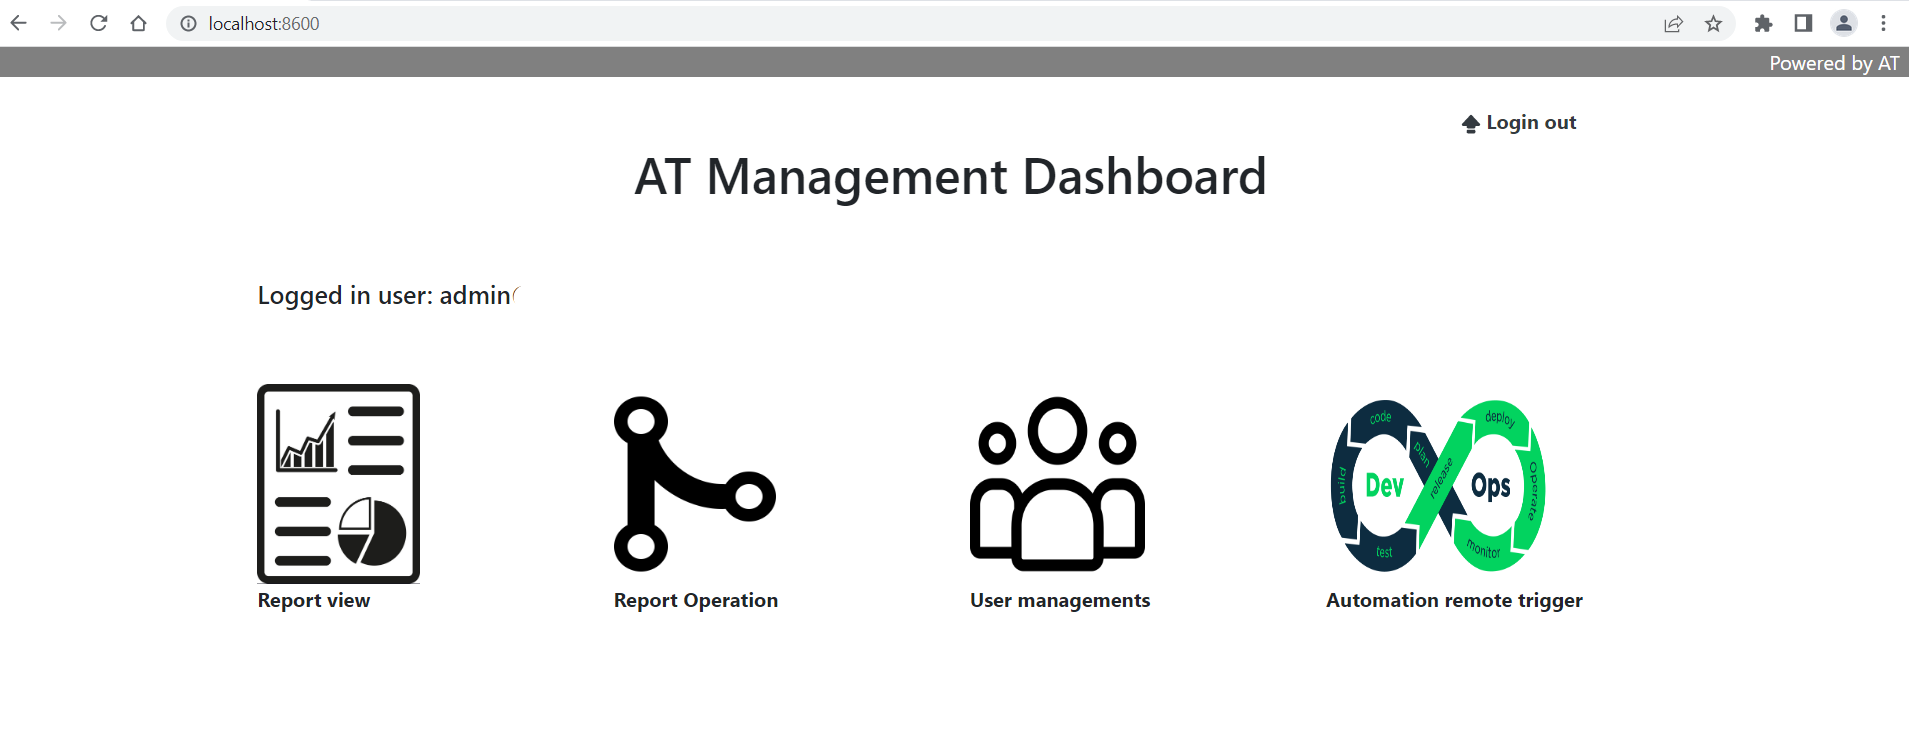 localhost:8600
Powered by AT
Login out
AT Management Dashboard
Logged in user: admin
code
plan
build
test
Dev
release
Ops
deploy
Operate
monitor
Report view
Report Operation
User managements
Automation remote trigger